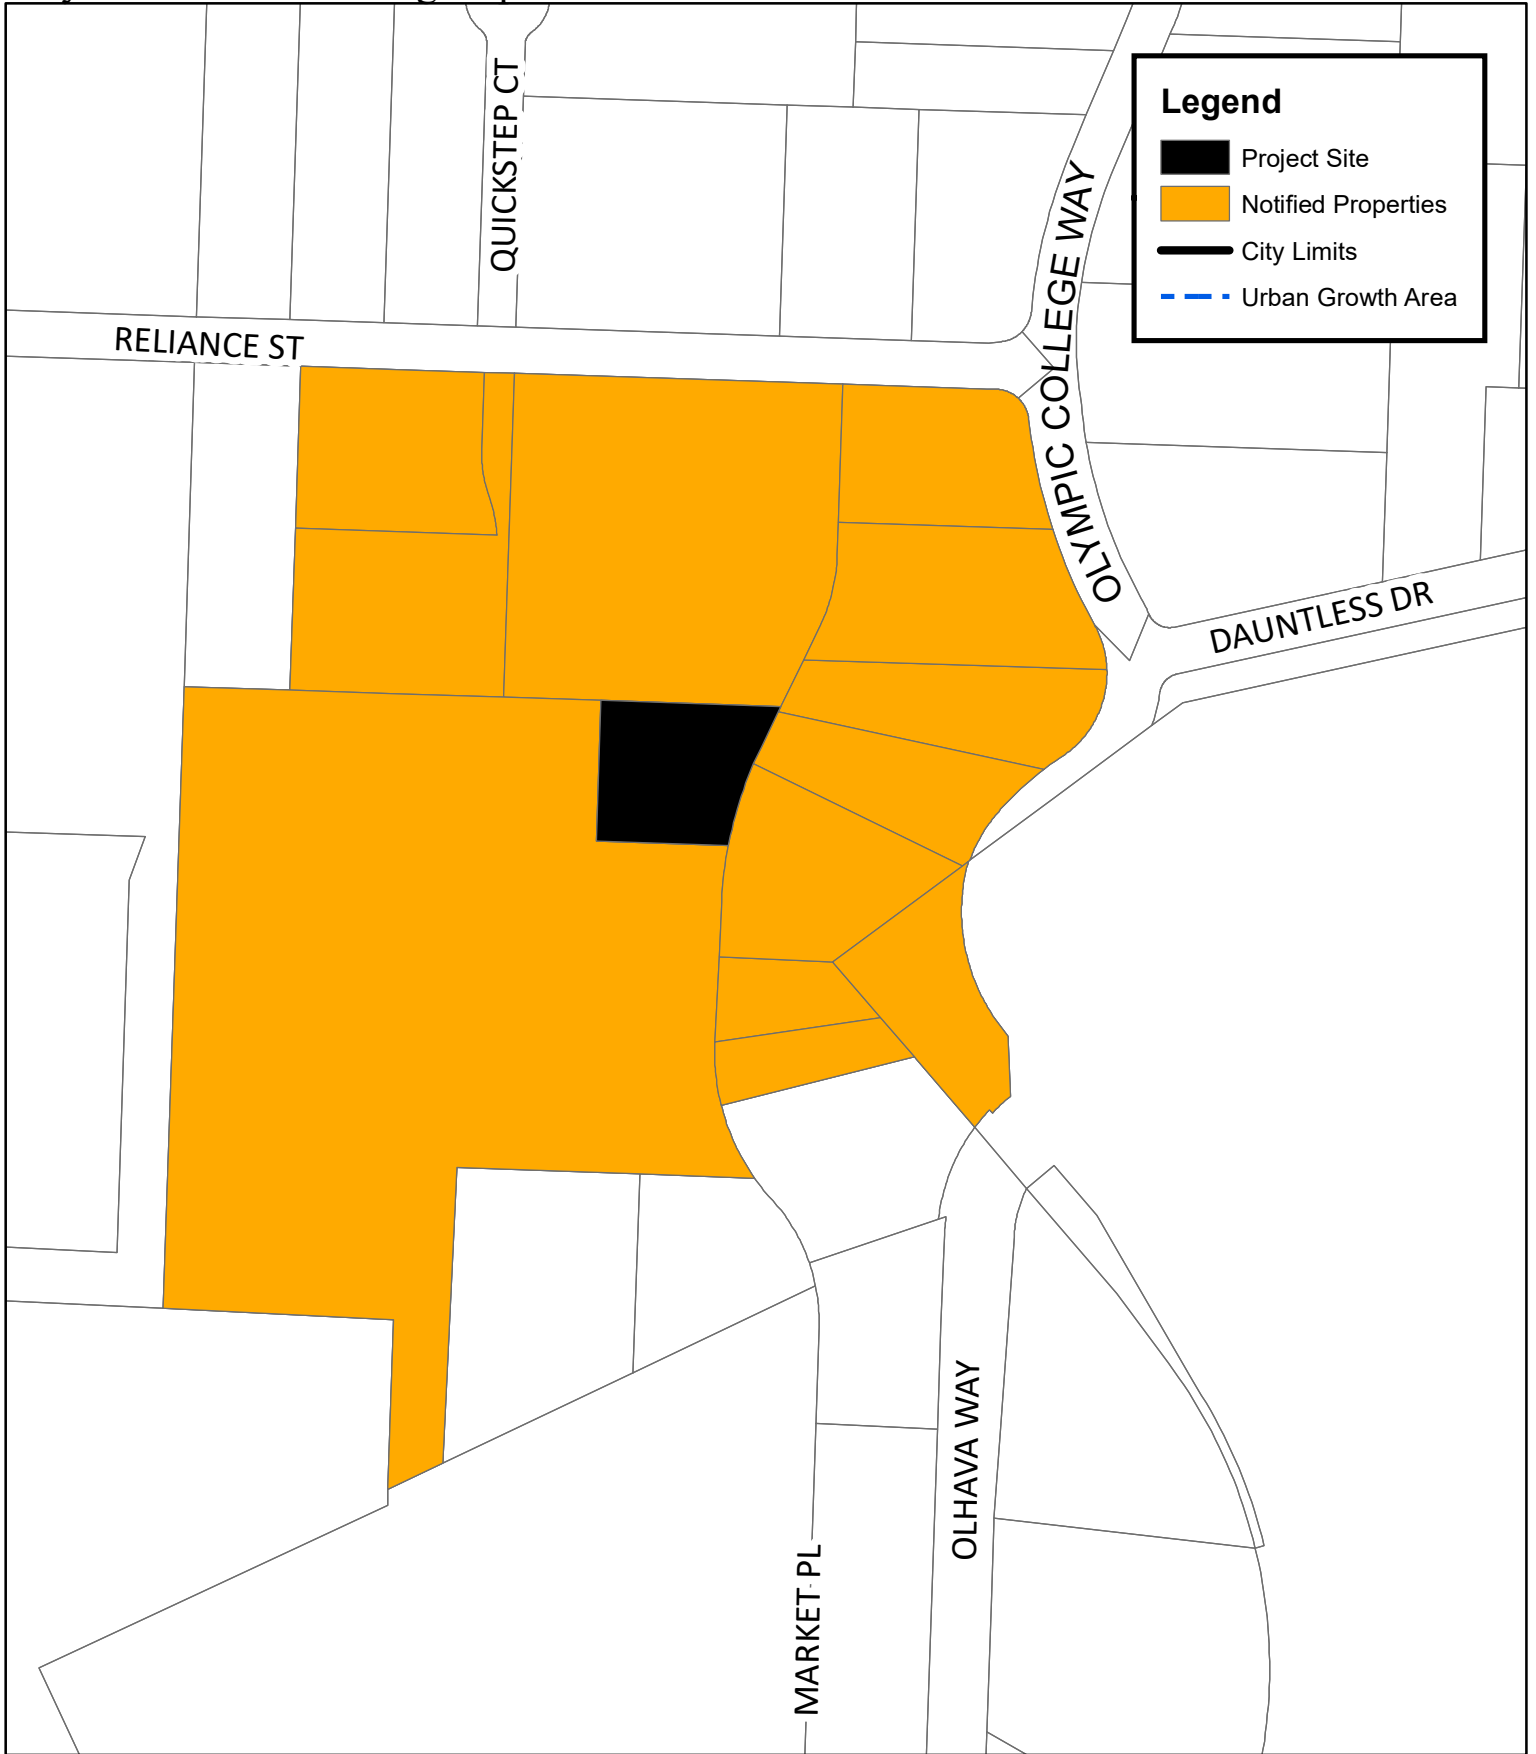 QUICKSTEP CT
Legend
Project Site
Notified Properties
City Limits
Urban Growth Area
OLYMPIC COLLEGE WAY
RELIANCE ST
DAUNTLESS DR
OLHAVA WAY
MARKET PL